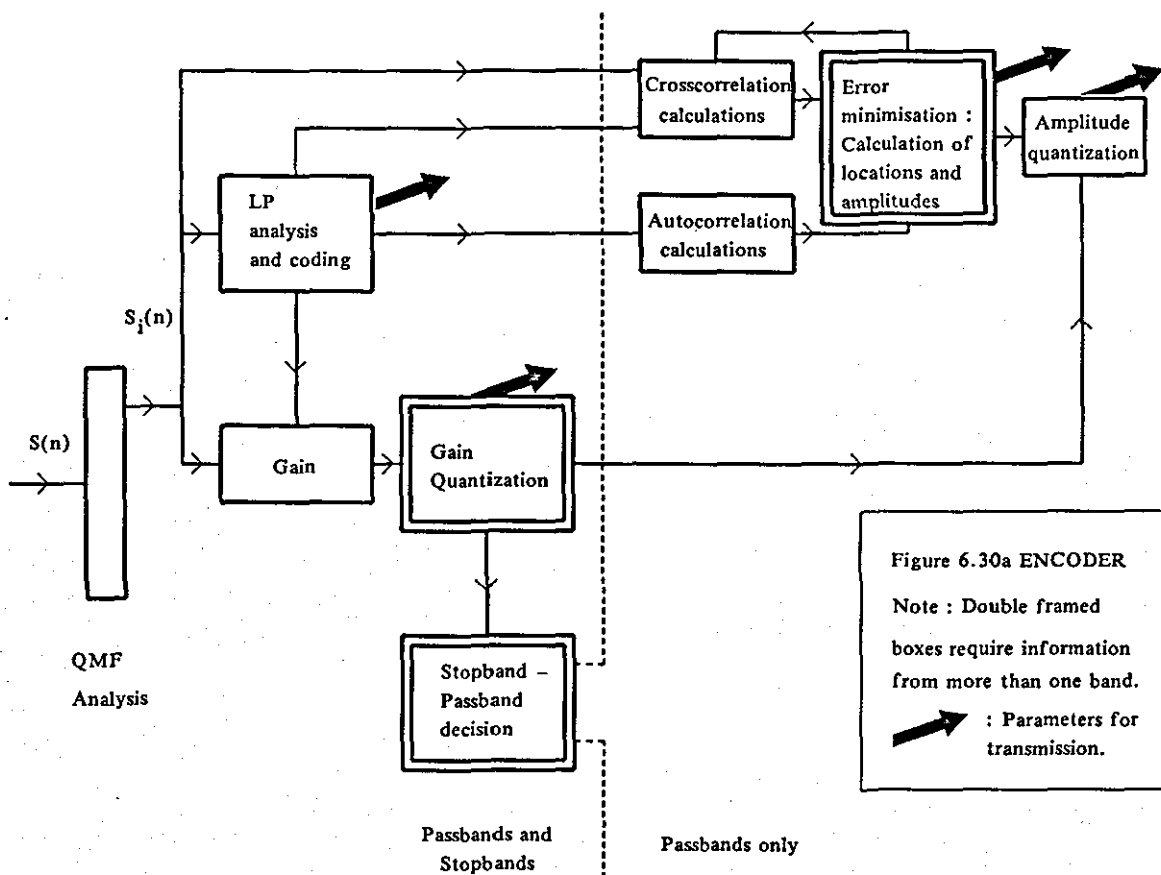 Crosscorrelation
calculations
Error
minimisation :
Calculation of
locations and
amplitudes
Amplitude
quantization
LP
analysis
and coding
Autocorrelation
calculations
Si(n)
S(n)
Gain
Gain
Quantization
QMF
Analysis
Stopband –
Passband
decision
Figure 6.30a ENCODER
Note : Double framed
boxes require information
from more than one band.
: Parameters for
transmission.
Passbands and
Stopbands
Passbands only